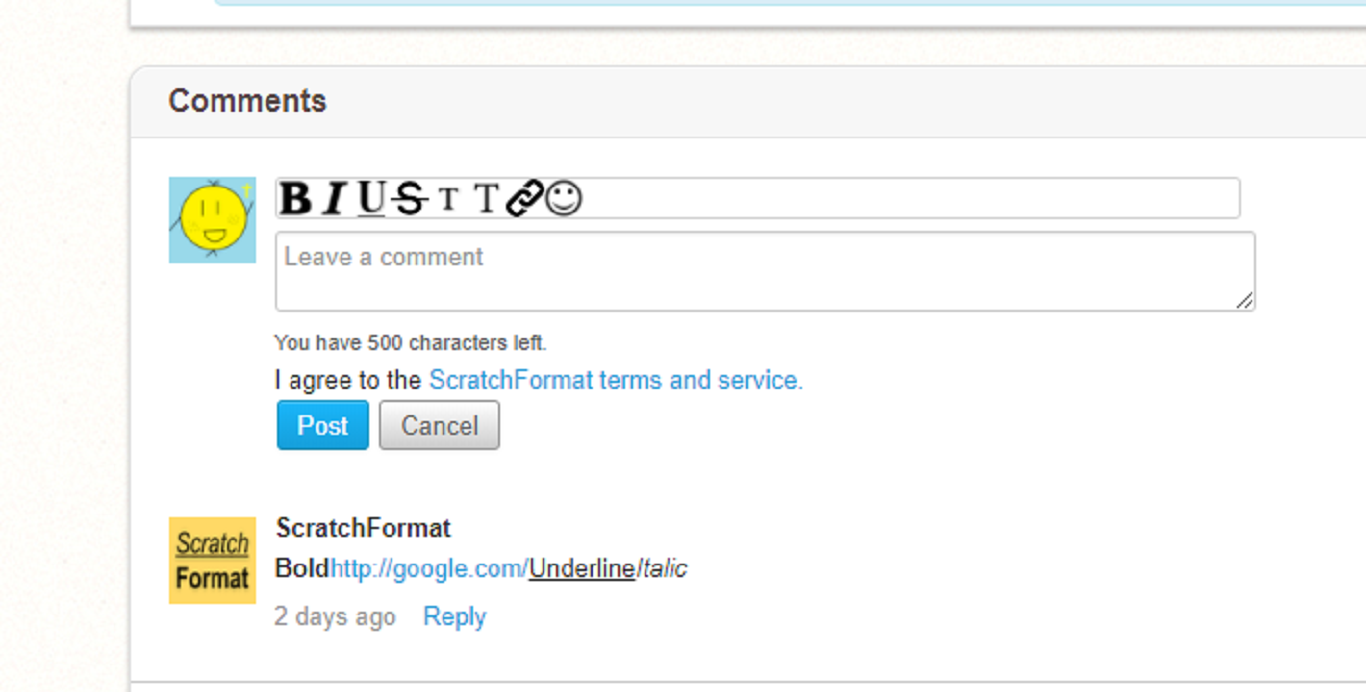 Comments
B I U S T T
Leave a comment
You have 500 characters left.
I agree to the ScratchFormat terms and service.
Post Cancel
Scratch
Format
ScratchFormat
Boldhttp://google.com/UnderlineItalic
2 days ago Reply